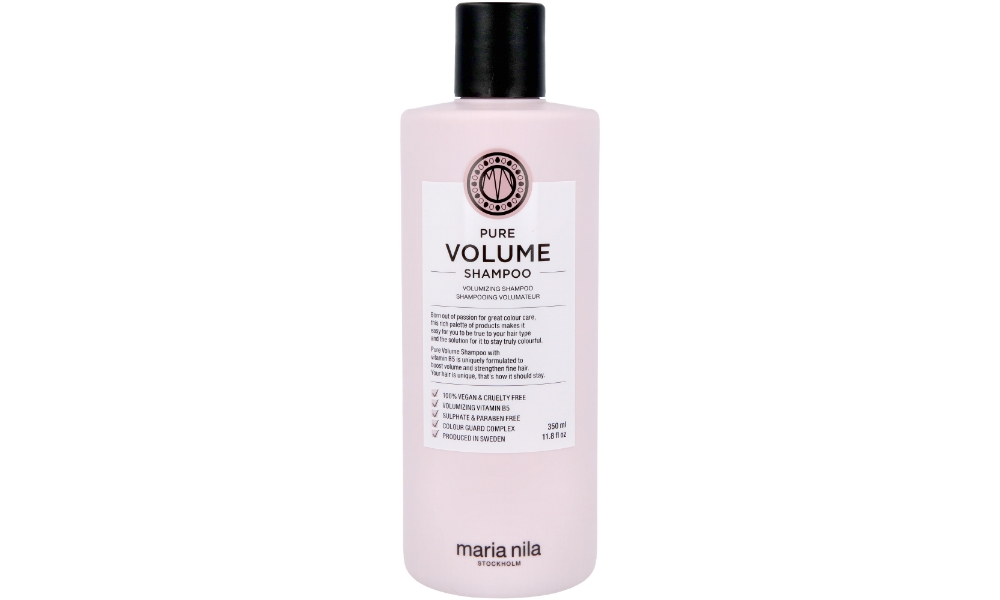 PURE
VOLUME
SHAMPOO
VOLUMIZING SHAMPOO
SHAMPOOING VOLUMATEUR
Born out of passion for great colour care,
this rich palette of products makes it
easy for you to be true to your hair type
and the solution for it to stay truly colourful.
Pure Volume Shampoo with
vitamin B5 is uniquely formulated to
boost volume and strengthen fine hair.
Your hair is unique, that's how it should stay.
100% VEGAN & CRUELTY FREE
VOLUMIZING VITAMIN B5
SULPHATE & PARABEN FREE
COLOUR GUARD COMPLEX
PRODUCED IN SWEDEN
350 ml
11.8 fl oz
maria nila
STOCKHOLM